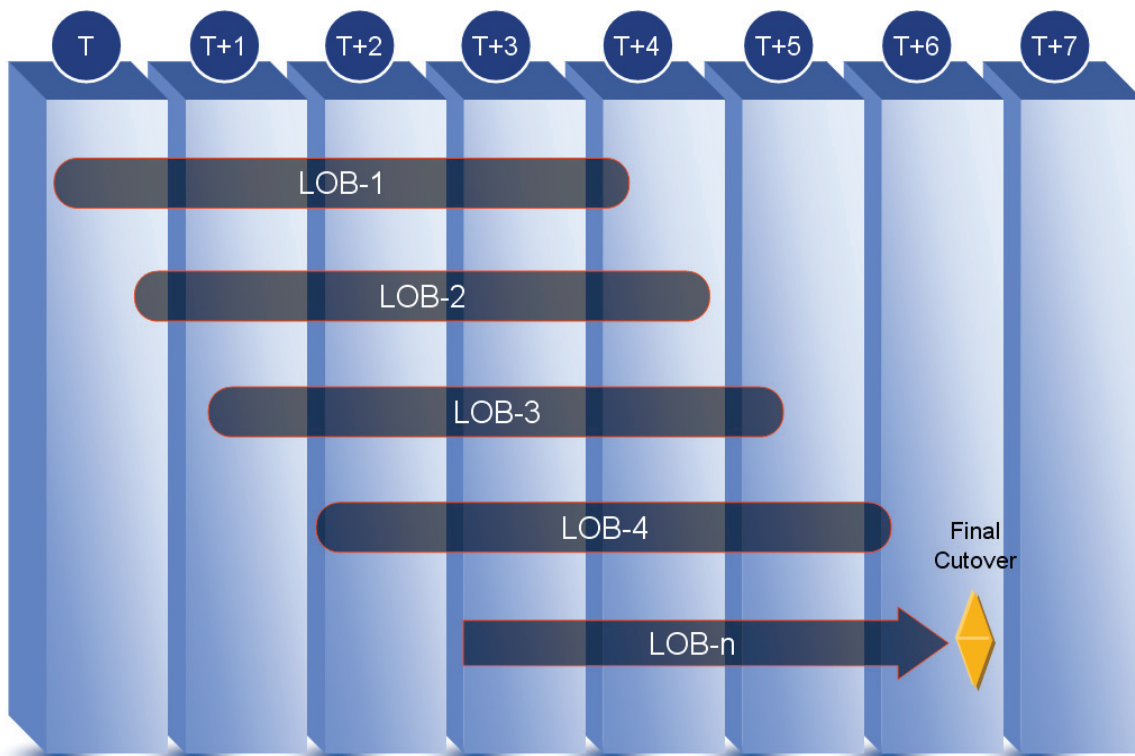 T T+1 T+2 T+3 T+4 T+5 T+6 T+7
LOB-1
LOB-2
LOB-3
LOB-4
Final
Cutover
LOB-n